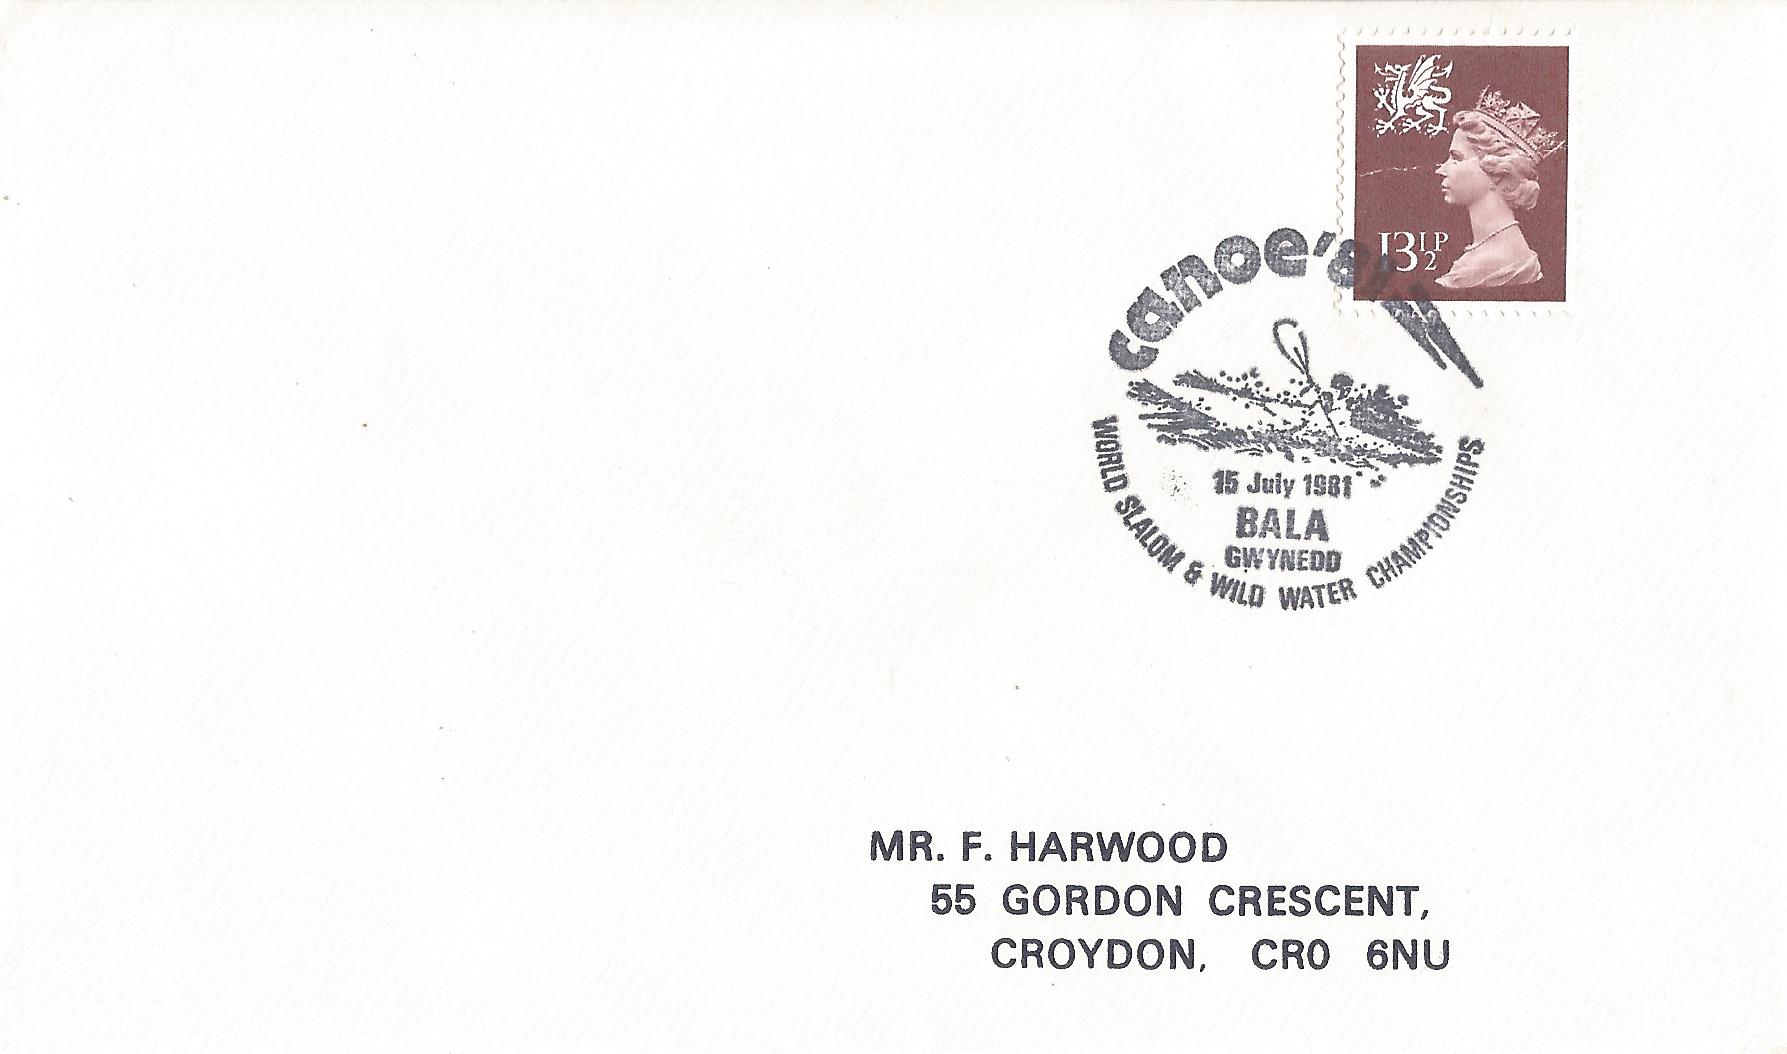 13½P
canoe '81
15 July 1981
BALA
GWYNEDD
WORLD SLALOM & WILD WATER CHAMPIONSHIPS
MR. F. HARWOOD
55 GORDON CRESCENT,
CROYDON, CR0 6NU